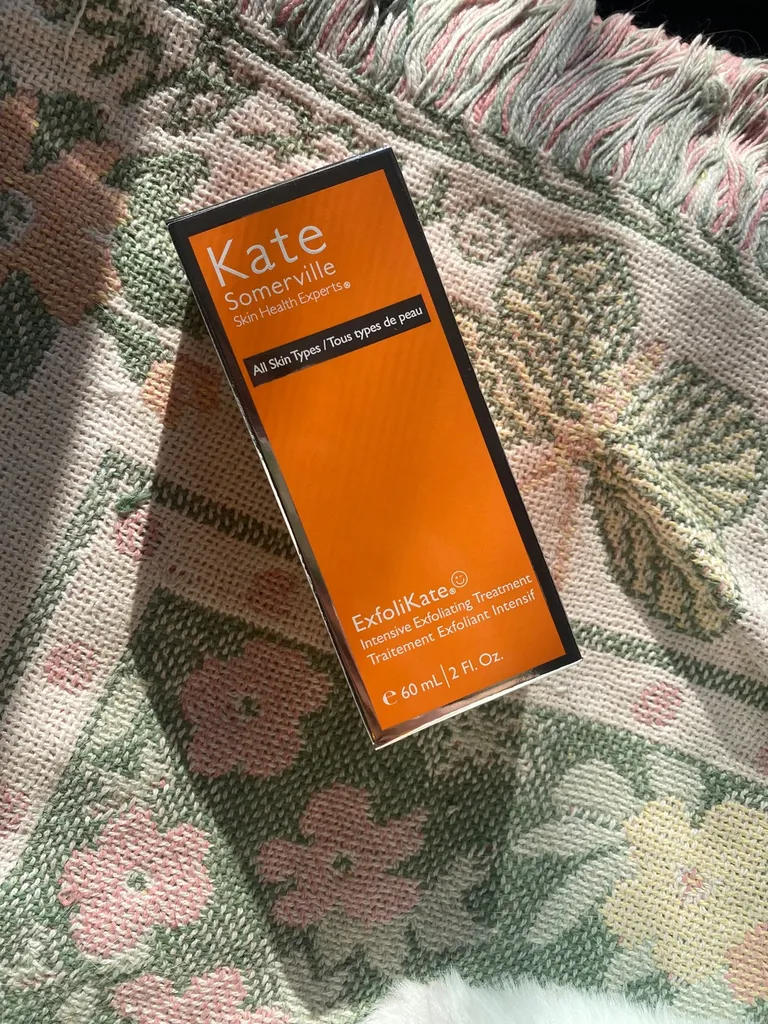 Kate
Somerville
Skin Health Experts®
All Skin Types / Tous types de peau
ExfoliKate®
Intensive Exfoliating Treatment
Traitement Exfoliant Intensif
℮ 60 mL | 2 Fl. Oz.